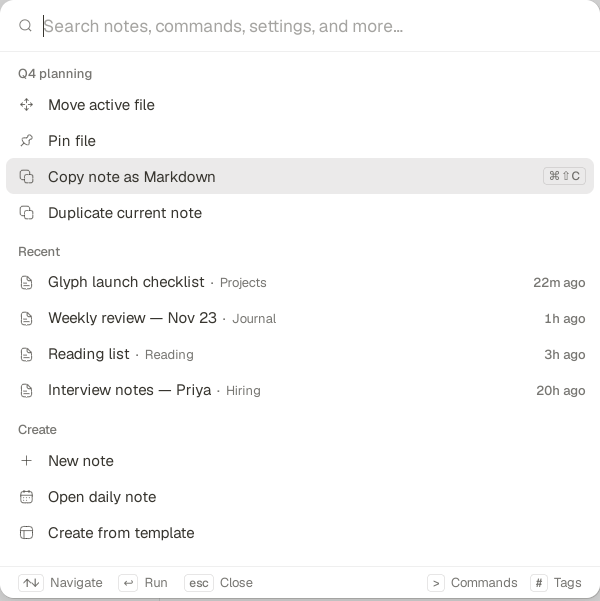 Search notes, commands, settings, and more…
Q4 planning
Move active file
Pin file
Copy note as Markdown ⌘⇧C
Duplicate current note
Recent
Glyph launch checklist · Projects 22m ago
Weekly review — Nov 23 · Journal 1h ago
Reading list · Reading 3h ago
Interview notes — Priya · Hiring 20h ago
Create
New note
Open daily note
Create from template
↑↓ Navigate ↩ Run esc Close > Commands # Tags